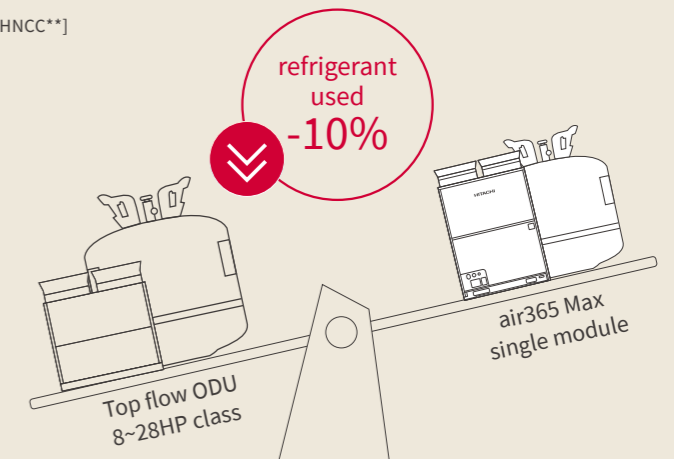 HNCC**]
refrigerant
used
-10%
HITACHI
air365 Max
single module
Top flow ODU
8~28HP class